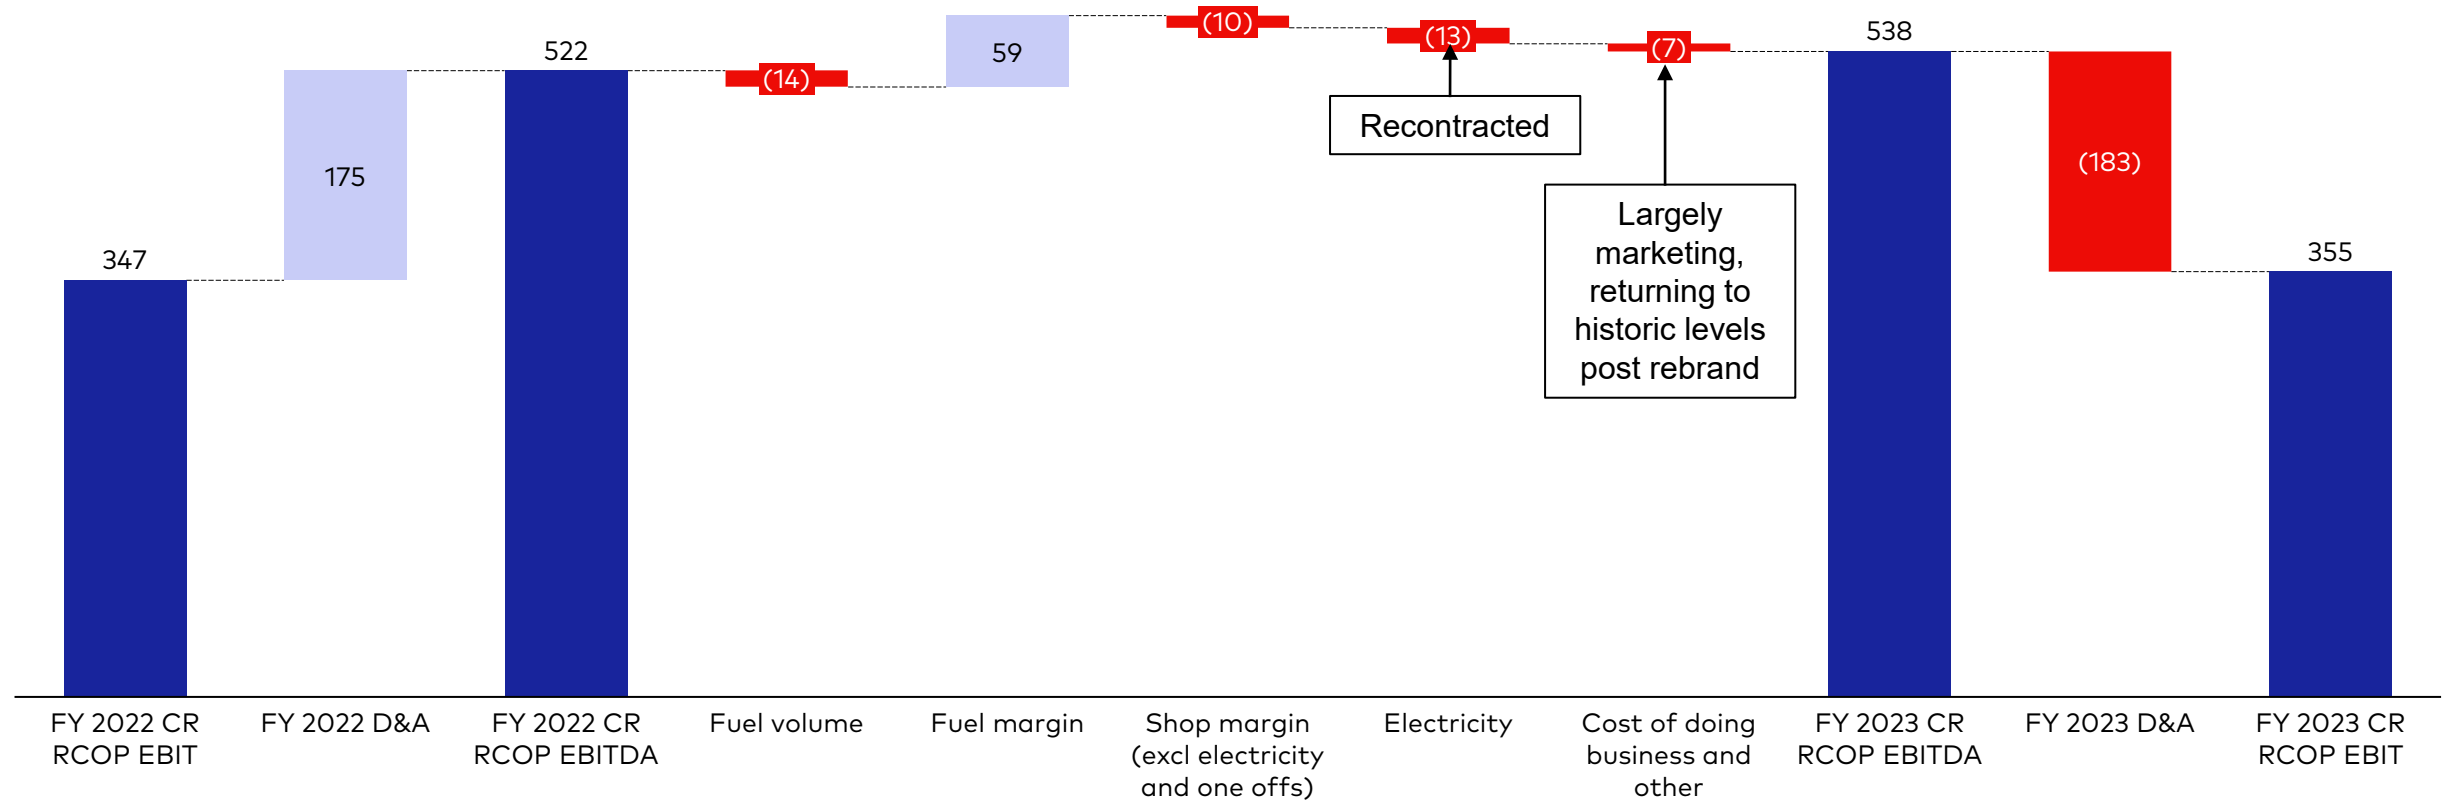 347
175
522
(14)
59
(10)
(13)
(7)
538
(183)
355
Recontracted
Largely
marketing,
returning to
historic levels
post rebrand
FY 2022 CR
RCOP EBIT
FY 2022 D&A
FY 2022 CR
RCOP EBITDA
Fuel volume
Fuel margin
Shop margin
(excl electricity
and one offs)
Electricity
Cost of doing
business and
other
FY 2023 CR
RCOP EBITDA
FY 2023 D&A
FY 2023 CR
RCOP EBIT